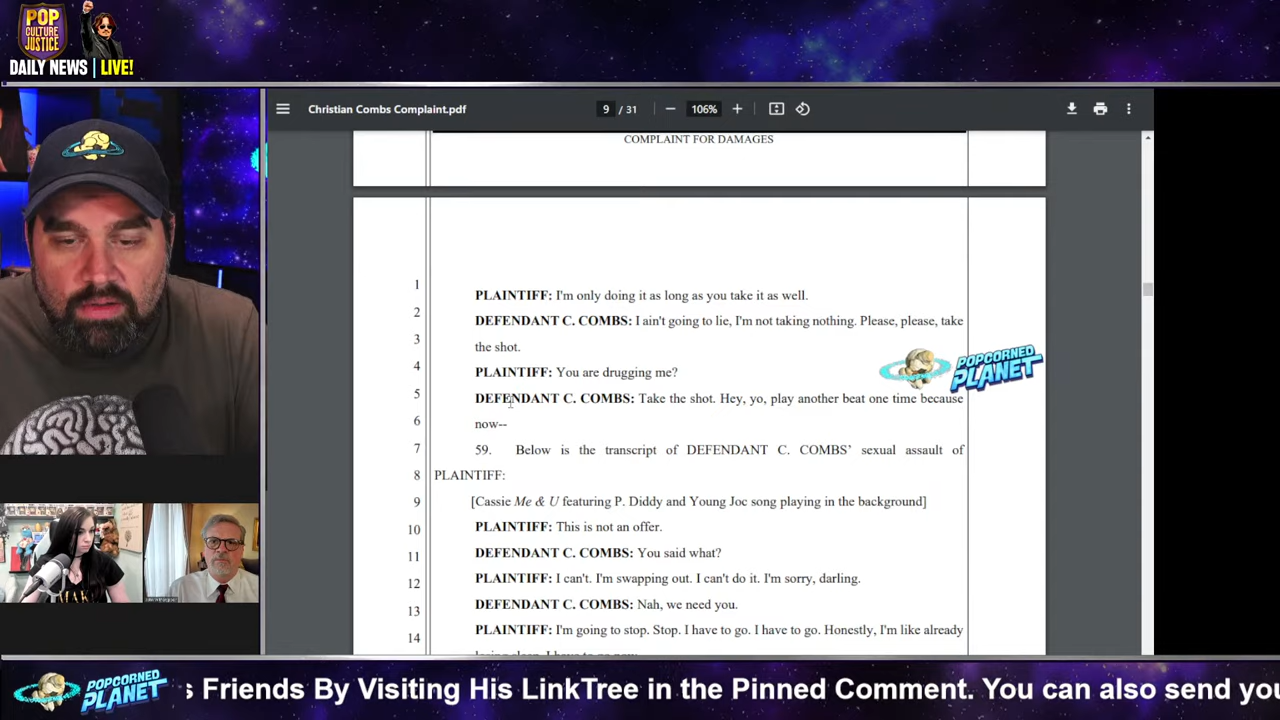 POP
CULTURE
JUSTICE
DAILY NEWS | LIVE!
Christian Combs Complaint.pdf
9 / 31
106%
COMPLAINT FOR DAMAGES
1
2
3
4
5
6
7
8
9
10
11
12
13
14
PLAINTIFF: I'm only doing it as long as you take it as well.
DEFENDANT C. COMBS: I ain't going to lie, I'm not taking nothing. Please, please, take
the shot.
PLAINTIFF: You are drugging me?
DEFENDANT C. COMBS: Take the shot. Hey, yo, play another beat one time because
now--
59. Below is the transcript of DEFENDANT C. COMBS' sexual assault of
PLAINTIFF:
[Cassie Me & U featuring P. Diddy and Young Joc song playing in the background]
PLAINTIFF: This is not an offer.
DEFENDANT C. COMBS: You said what?
PLAINTIFF: I can't. I'm swapping out. I can't do it. I'm sorry, darling.
DEFENDANT C. COMBS: Nah, we need you.
PLAINTIFF: I'm going to stop. Stop. I have to go. I have to go. Honestly, I'm like already
POPCORNED
PLANET
POPCORNED
PLANET
s Friends By Visiting His LinkTree in the Pinned Comment. You can also send you